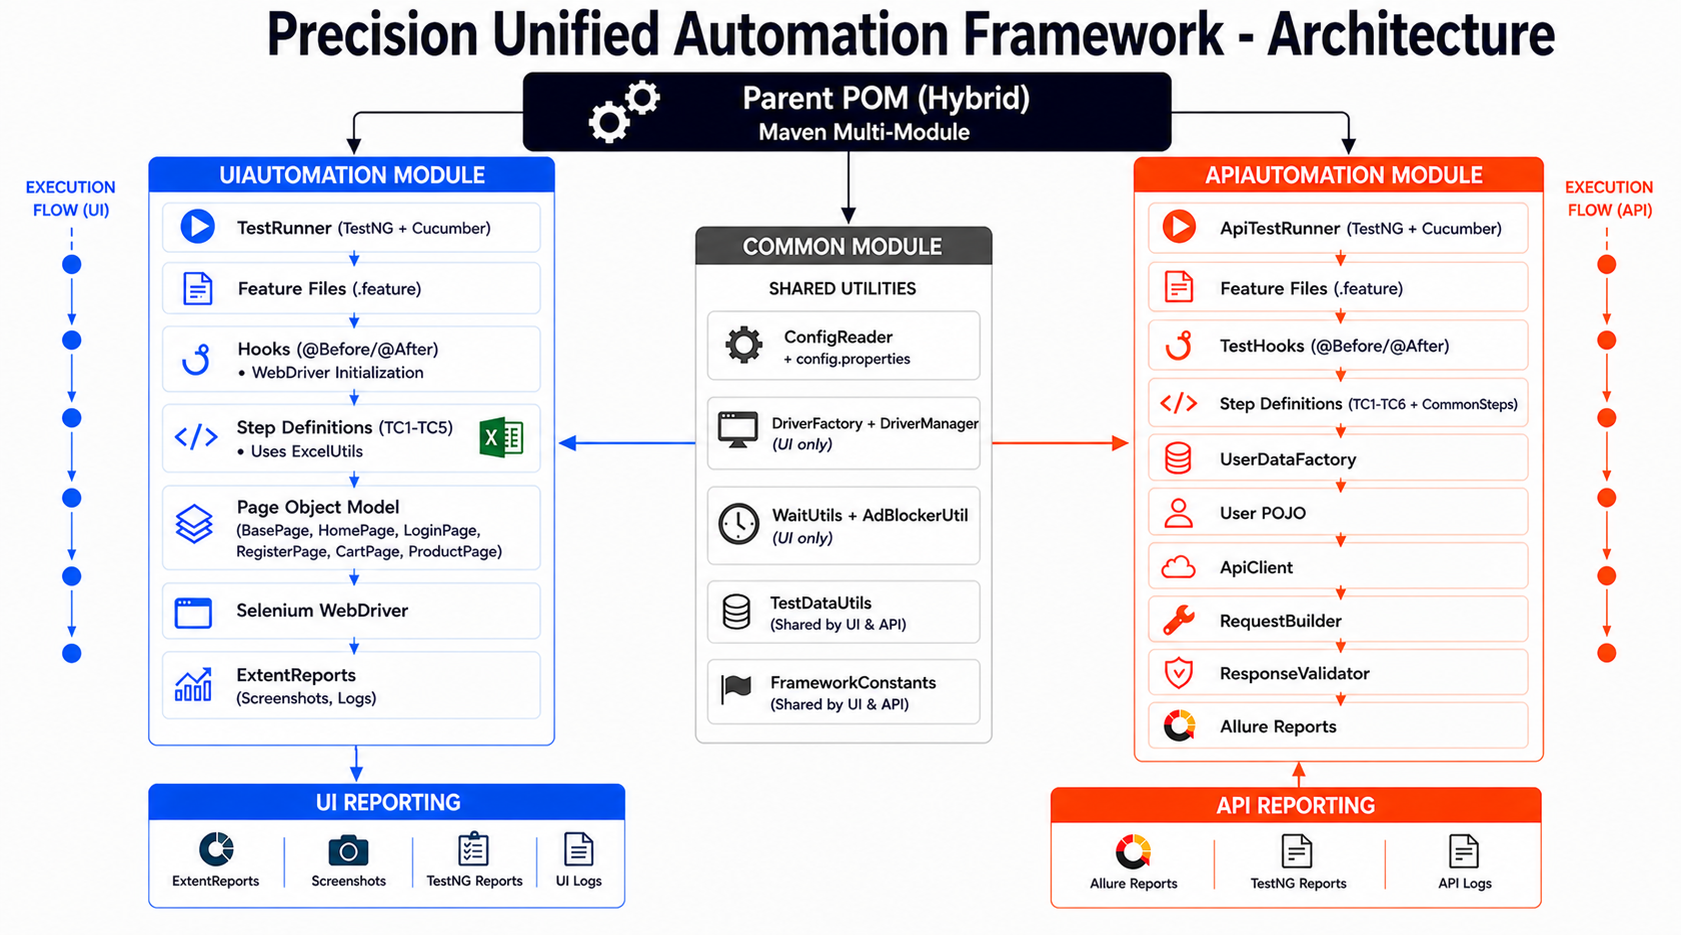 Precision Unified Automation Framework - Architecture
Parent POM (Hybrid)
Maven Multi-Module
EXECUTION
FLOW (UI)
UIAUTOMATION MODULE
TestRunner (TestNG + Cucumber)
Feature Files (.feature)
Hooks (@Before/@After)
• WebDriver Initialization
Step Definitions (TC1-TC5)
• Uses ExcelUtils
X
Page Object Model
(BasePage, HomePage, LoginPage,
RegisterPage, CartPage, ProductPage)
Selenium WebDriver
ExtentReports
(Screenshots, Logs)
UI REPORTING
ExtentReports
Screenshots
TestNG Reports
UI Logs
COMMON MODULE
SHARED UTILITIES
ConfigReader
+ config.properties
DriverFactory + DriverManager
(UI only)
WaitUtils + AdBlockerUtil
(UI only)
TestDataUtils
(Shared by UI & API)
FrameworkConstants
(Shared by UI & API)
APIAUTOMATION MODULE
ApiTestRunner (TestNG + Cucumber)
Feature Files (.feature)
TestHooks (@Before/@After)
Step Definitions (TC1-TC6 + CommonSteps)
UserDataFactory
User POJO
ApiClient
RequestBuilder
ResponseValidator
Allure Reports
EXECUTION
FLOW (API)
API REPORTING
Allure Reports
TestNG Reports
API Logs